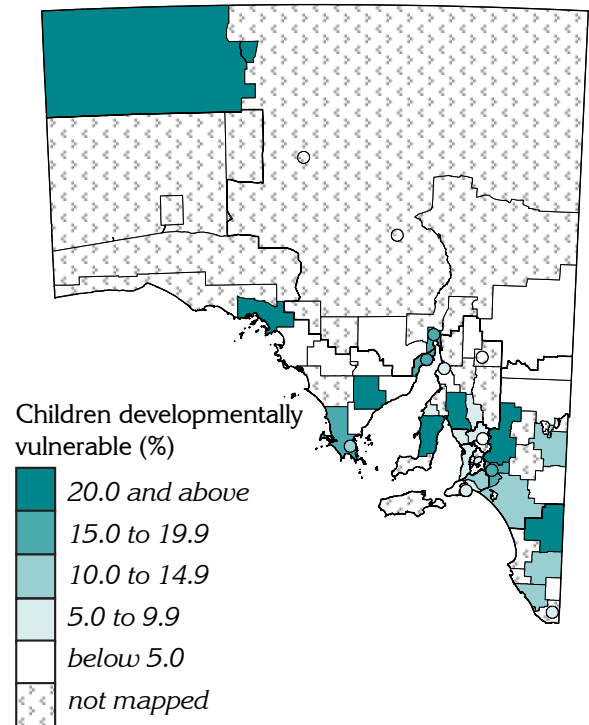 Children developmentally
vulnerable (%)
20.0 and above
15.0 to 19.9
10.0 to 14.9
5.0 to 9.9
below 5.0
not mapped